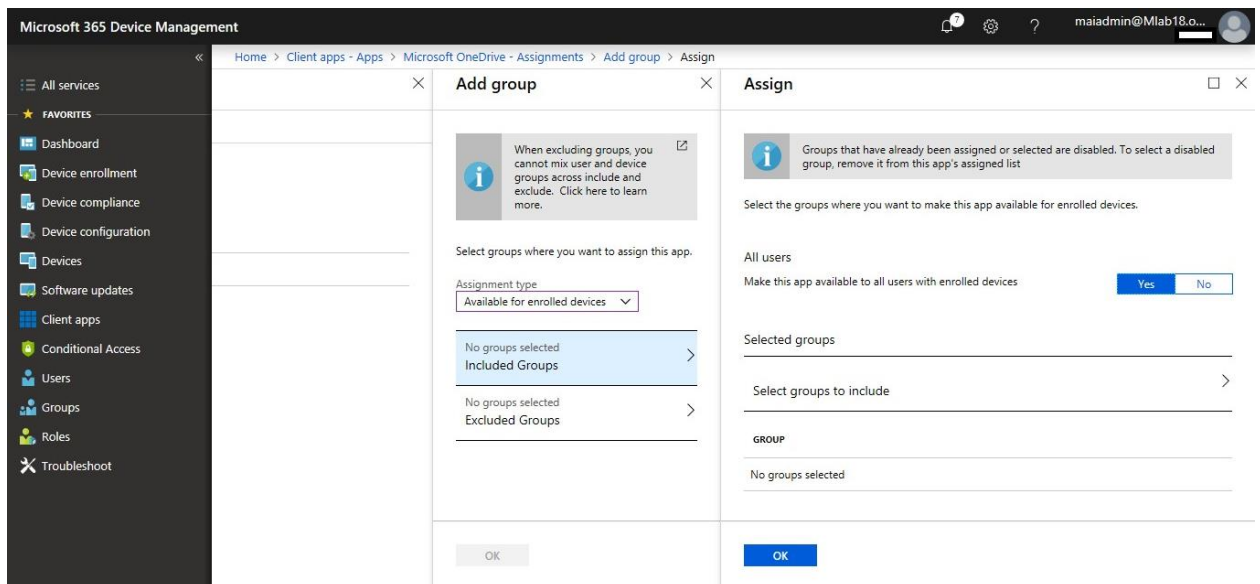 Microsoft 365 Device Management
7
?
maiadmin@Mlab18.o...
«
All services
FAVORITES
Dashboard
Device enrollment
Device compliance
Device configuration
Devices
Software updates
Client apps
Conditional Access
Users
Groups
Roles
Troubleshoot
Home > Client apps - Apps > Microsoft OneDrive - Assignments > Add group > Assign
Add group
When excluding groups, you
cannot mix user and device
groups across include and
exclude. Click here to learn
more.
Select groups where you want to assign this app.
Assignment type
Available for enrolled devices
No groups selected
Included Groups
No groups selected
Excluded Groups
OK
Assign
Groups that have already been assigned or selected are disabled. To select a disabled
group, remove it from this app's assigned list
Select the groups where you want to make this app available for enrolled devices.
All users
Make this app available to all users with enrolled devices
Yes No
Selected groups
Select groups to include
GROUP
No groups selected
OK